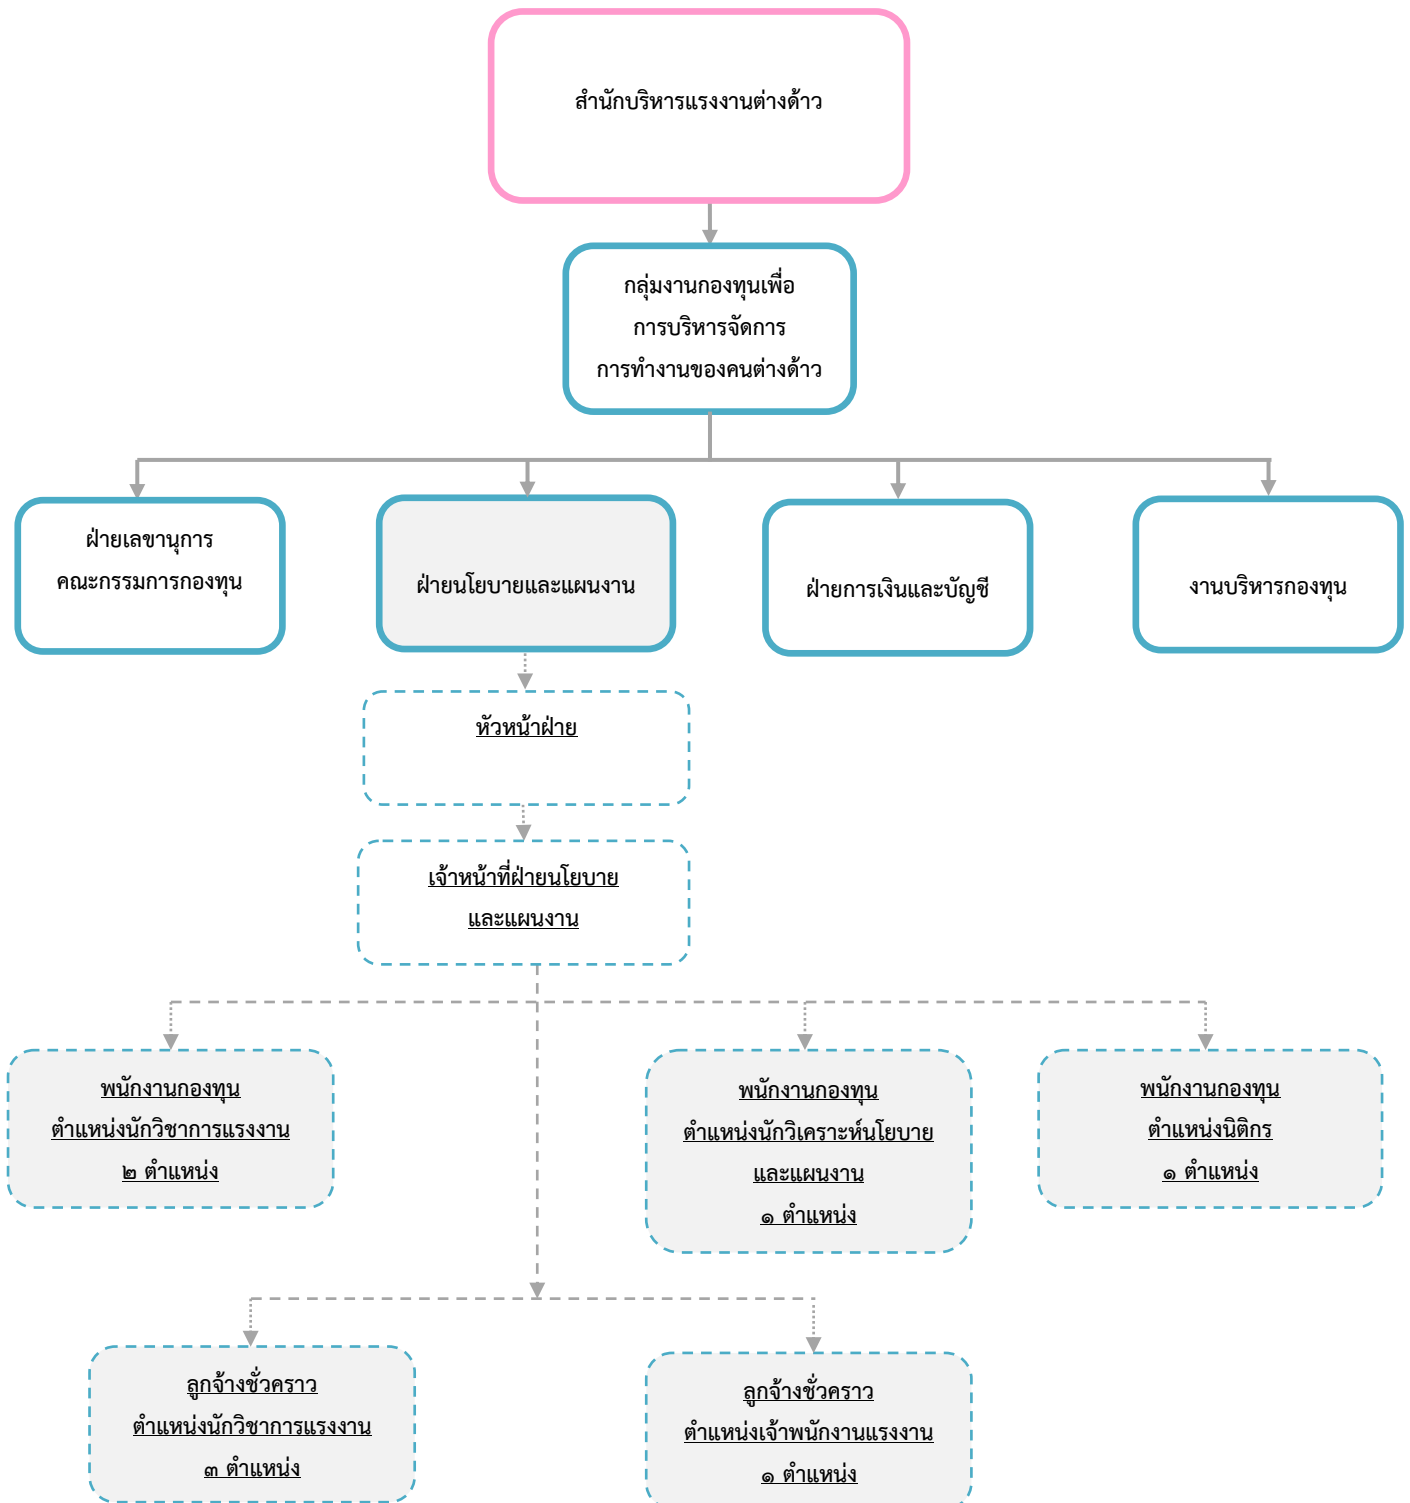 สำนักบริหารแรงงานต่างด้าว
กลุ่มงานกองทุนเพื่อ
การบริหารจัดการ
การทำงานของคนต่างด้าว
ฝ่ายเลขานุการ
คณะกรรมการกองทุน
ฝ่ายนโยบายและแผนงาน
ฝ่ายการเงินและบัญชี
งานบริหารกองทุน
หัวหน้าฝ่าย
เจ้าหน้าที่ฝ่ายนโยบาย
และแผนงาน
พนักงานกองทุน
ตำแหน่งนักวิชาการแรงงาน
๒ ตำแหน่ง
พนักงานกองทุน
ตำแหน่งนักวิเคราะห์นโยบาย
และแผนงาน
๑ ตำแหน่ง
พนักงานกองทุน
ตำแหน่งนิติกร
๑ ตำแหน่ง
ลูกจ้างชั่วคราว
ตำแหน่งนักวิชาการแรงงาน
๓ ตำแหน่ง
ลูกจ้างชั่วคราว
ตำแหน่งเจ้าพนักงานแรงงาน
๑ ตำแหน่ง